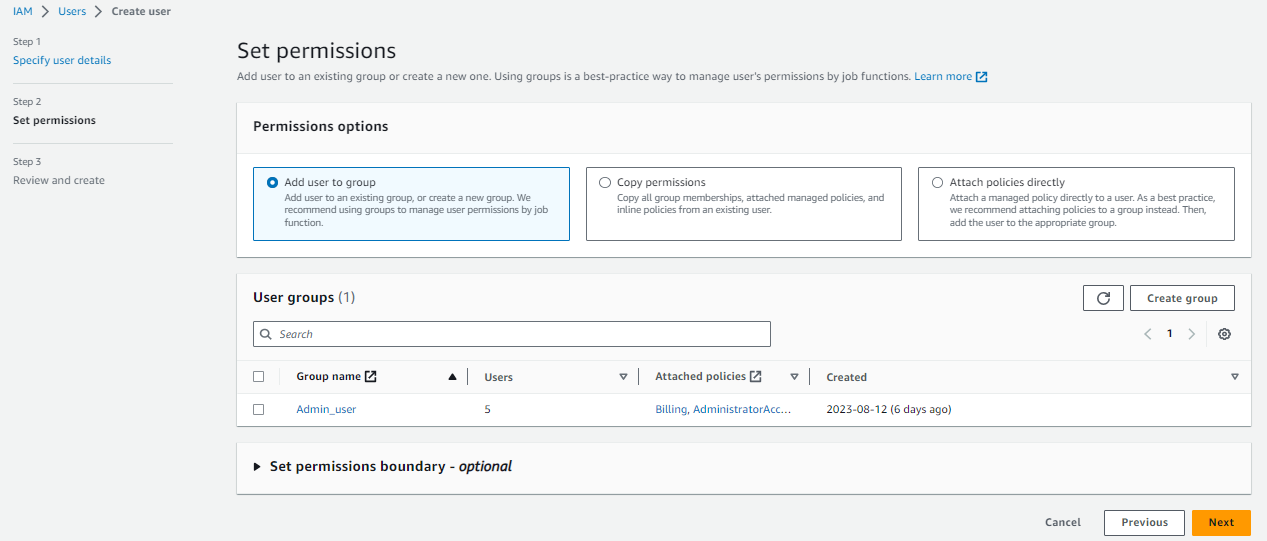 IAM > Users > Create user
Step 1
Specify user details
Step 2
Set permissions
Step 3
Review and create
Set permissions
Add user to an existing group or create a new one. Using groups is a best-practice way to manage user's permissions by job functions. Learn more
Permissions options
Add user to group
Add user to an existing group, or create a new group. We
recommend using groups to manage user permissions by job
function.
Copy permissions
Copy all group memberships, attached managed policies, and
inline policies from an existing user.
Attach policies directly
Attach a managed policy directly to a user. As a best practice,
we recommend attaching policies to a group instead. Then,
add the user to the appropriate group.
User groups (1)
Create group
Search
1
Group name Users Attached policies Created
Admin_user 5 Billing, AdministratorAcc... 2023-08-12 (6 days ago)
Set permissions boundary - optional
Cancel Previous Next